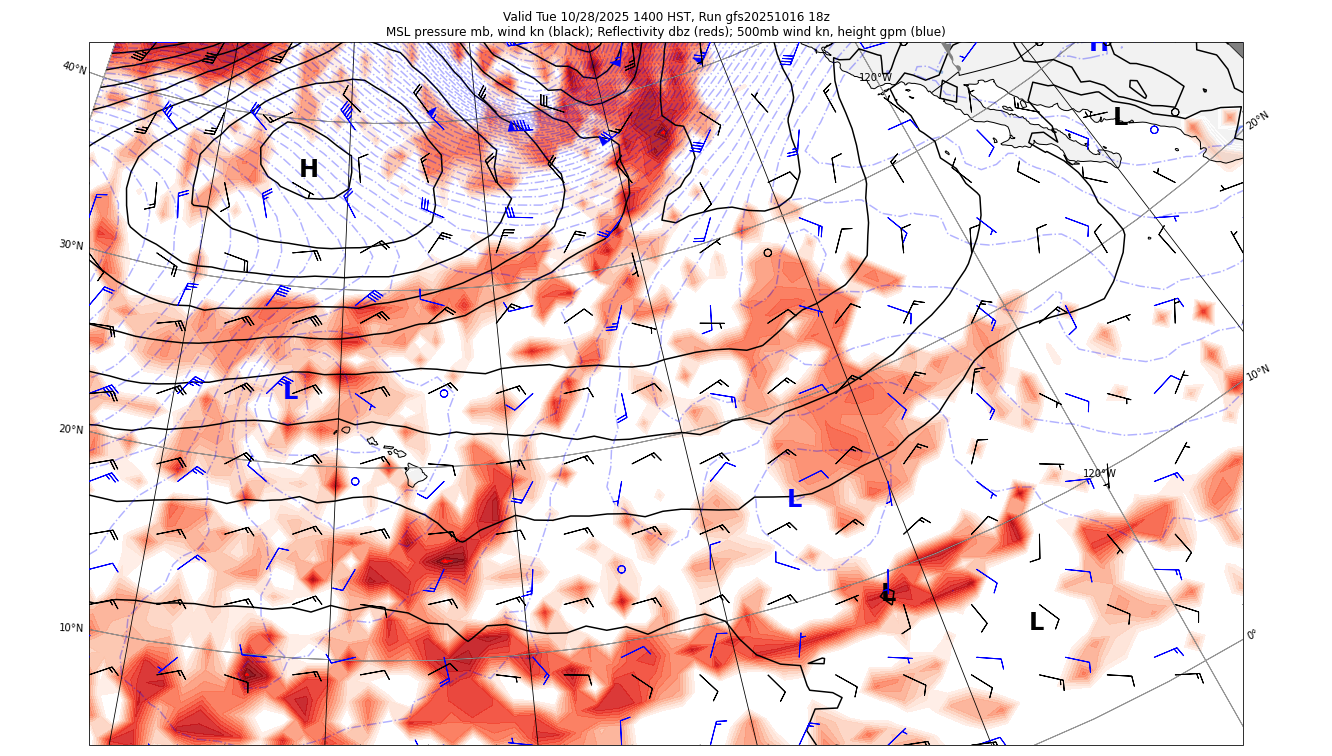 Valid Tue 10/28/2025 1400 HST, Run gfs20251016 18z
MSL pressure mb, wind kn (black); Reflectivity dbz (reds); 500mb wind kn, height gpm (blue)
H
40°N
120°W
L
20°N
H
30°N
10°N
L
20°N
120°W
L
L
L
10°N
0°